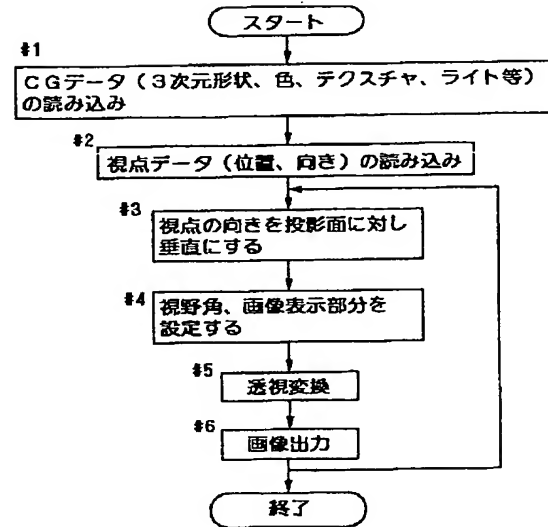 スタート
#1
CGデータ（3次元形状、色、テクスチャ、ライト等）
の読み込み
#2
視点データ（位置、向き）の読み込み
#3
視点の向きを投影面に対し
垂直にする
#4
視野角、画像表示部分を
設定する
#5
透視変換
#6
画像出力
終了